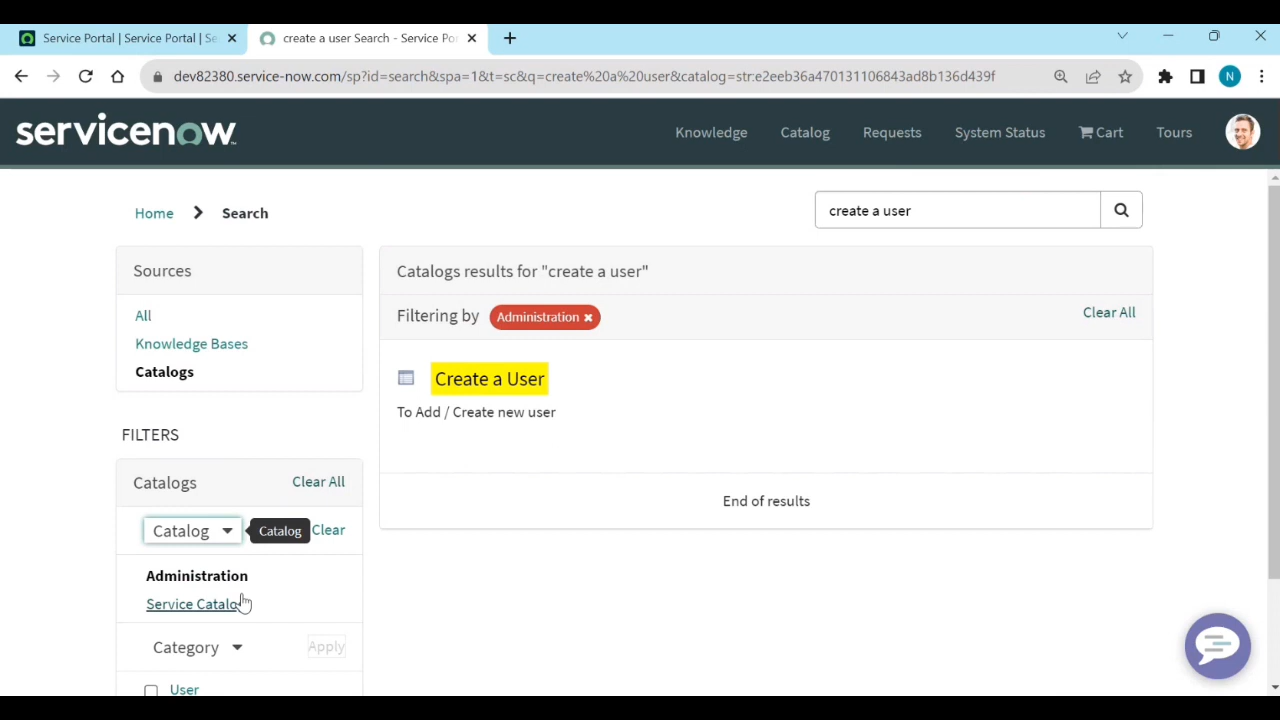 Service Portal | Service Portal | Se
create a user Search - Service Por
dev82380.service-now.com/sp?id=search&spa=1&t=sc&q=create%20a%20user&catalog=str:e2eeb36a470131106843ad8b136d439f
N
servicenow
Knowledge
Catalog
Requests
System Status
Cart
Tours
Home
Search
create a user
Sources
All
Knowledge Bases
Catalogs
Catalogs results for "create a user"
Filtering by
Administration
Clear All
Create a User
To Add / Create new user
End of results
FILTERS
Catalogs
Clear All
Catalog
Catalog
Clear
Administration
Service Catalo
Category
Apply
User